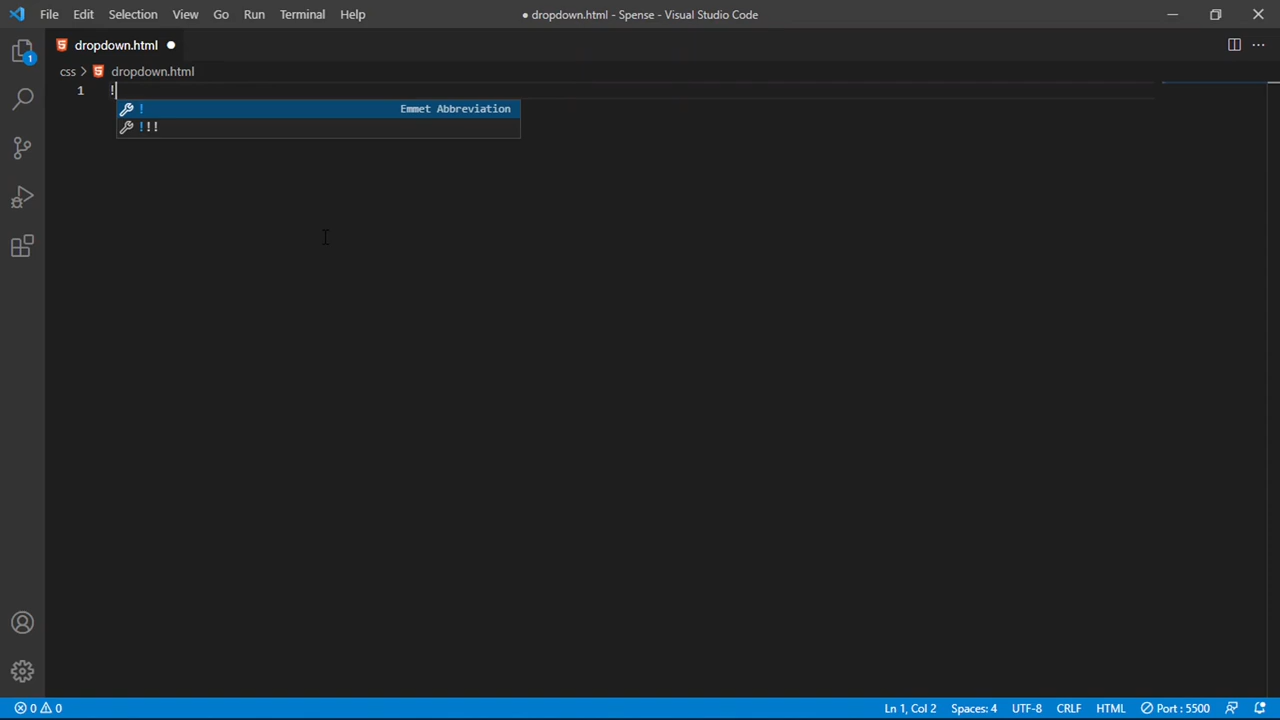 File Edit Selection View Go Run Terminal Help ● dropdown.html - Spense - Visual Studio Code
dropdown.html ●
css > dropdown.html
1 !
! Emmet Abbreviation
!!!
1
0 0 Ln 1, Col 2 Spaces: 4 UTF-8 CRLF HTML Port : 5500